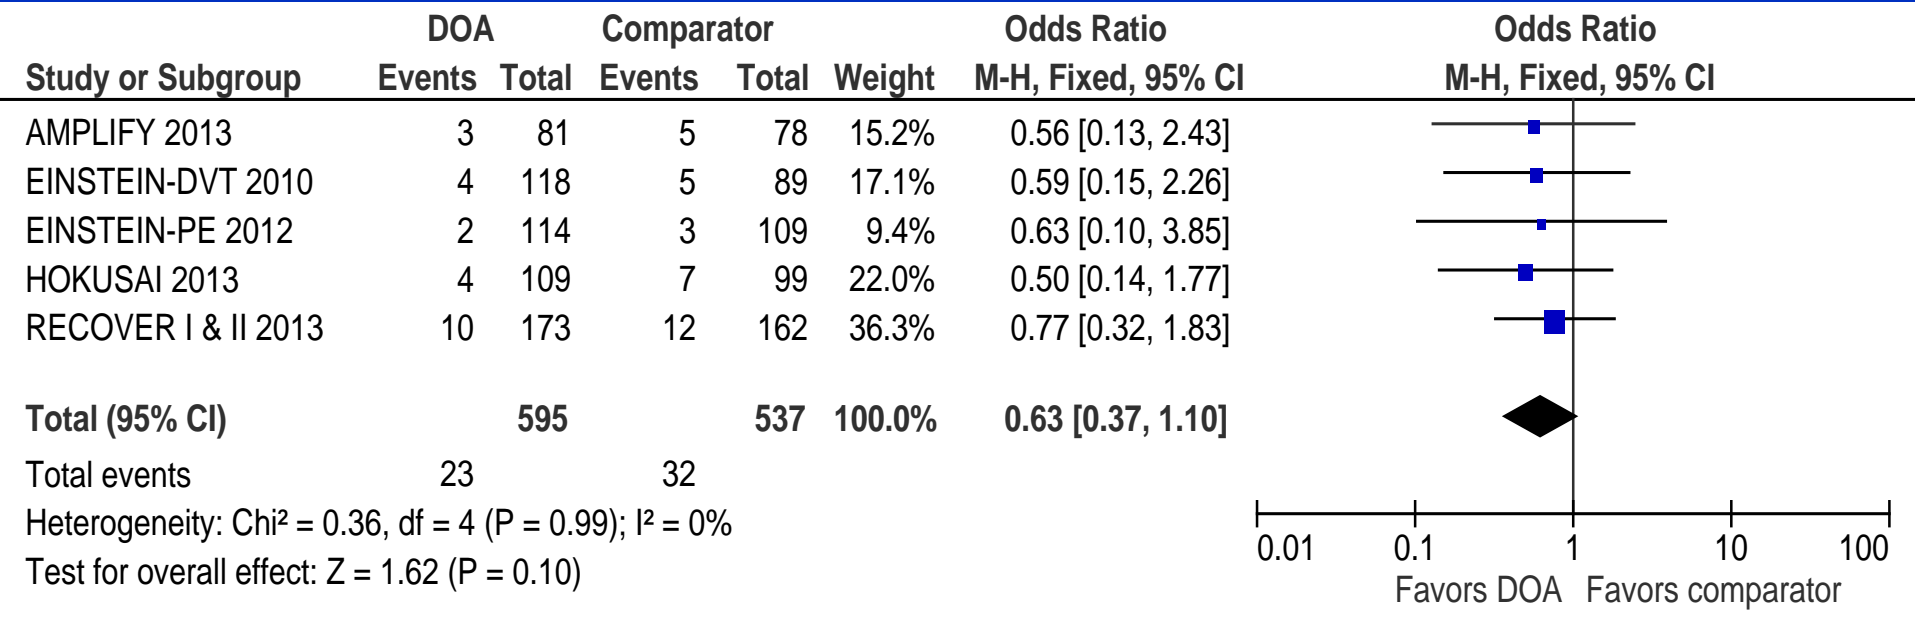 DOA Comparator Odds Ratio Odds Ratio
Study or Subgroup Events Total Events Total Weight M-H, Fixed, 95% CI M-H, Fixed, 95% CI
AMPLIFY 2013 3 81 5 78 15.2% 0.56 [0.13, 2.43]
EINSTEIN-DVT 2010 4 118 5 89 17.1% 0.59 [0.15, 2.26]
EINSTEIN-PE 2012 2 114 3 109 9.4% 0.63 [0.10, 3.85]
HOKUSAI 2013 4 109 7 99 22.0% 0.50 [0.14, 1.77]
RECOVER I & II 2013 10 173 12 162 36.3% 0.77 [0.32, 1.83]
Total (95% CI) 595 537 100.0% 0.63 [0.37, 1.10]
Total events 23 32
Heterogeneity: Chi² = 0.36, df = 4 (P = 0.99); I² = 0%
Test for overall effect: Z = 1.62 (P = 0.10)
0.01 0.1 1 10 100
Favors DOA Favors comparator